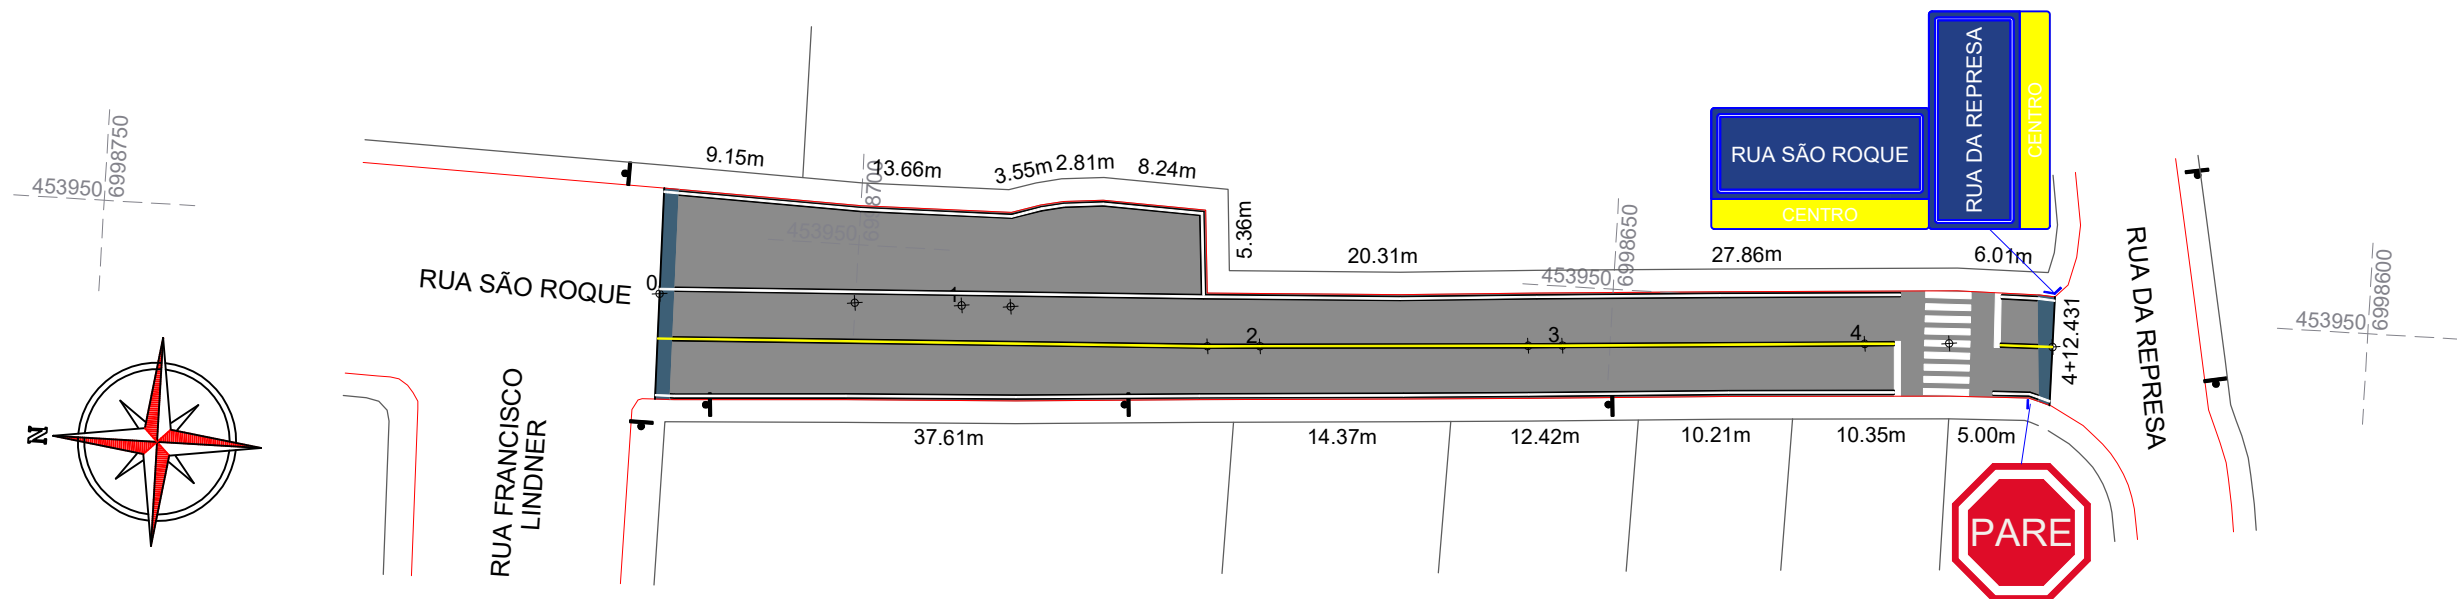 RUA DA REPRESA
CENTRO
RUA SÃO ROQUE
CENTRO
6998750
453950
9.15m
13.66m
3.55m
2.81m
8.24m
6998700
453950
5.36m
20.31m
27.86m
6.01m
6998650
453950
RUA SÃO ROQUE
0
1
2
3
4
4+12.431
RUA DA REPRESA
6998600
453950
N
RUA FRANCISCO
LINDNER
37.61m
14.37m
12.42m
10.21m
10.35m
5.00m
PARE